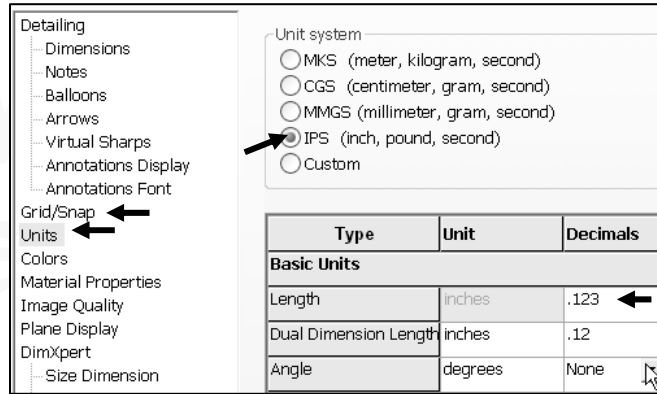 Detailing
Dimensions
Notes
Balloons
Arrows
Virtual Sharps
Annotations Display
Annotations Font
Grid/Snap
Units
Colors
Material Properties
Image Quality
Plane Display
DimXpert
Size Dimension
Unit system
MKS (meter, kilogram, second)
CGS (centimeter, gram, second)
MMGS (millimeter, gram, second)
IPS (inch, pound, second)
Custom
Type Unit Decimals
Basic Units
Length inches .123
Dual Dimension Length inches .12
Angle degrees None